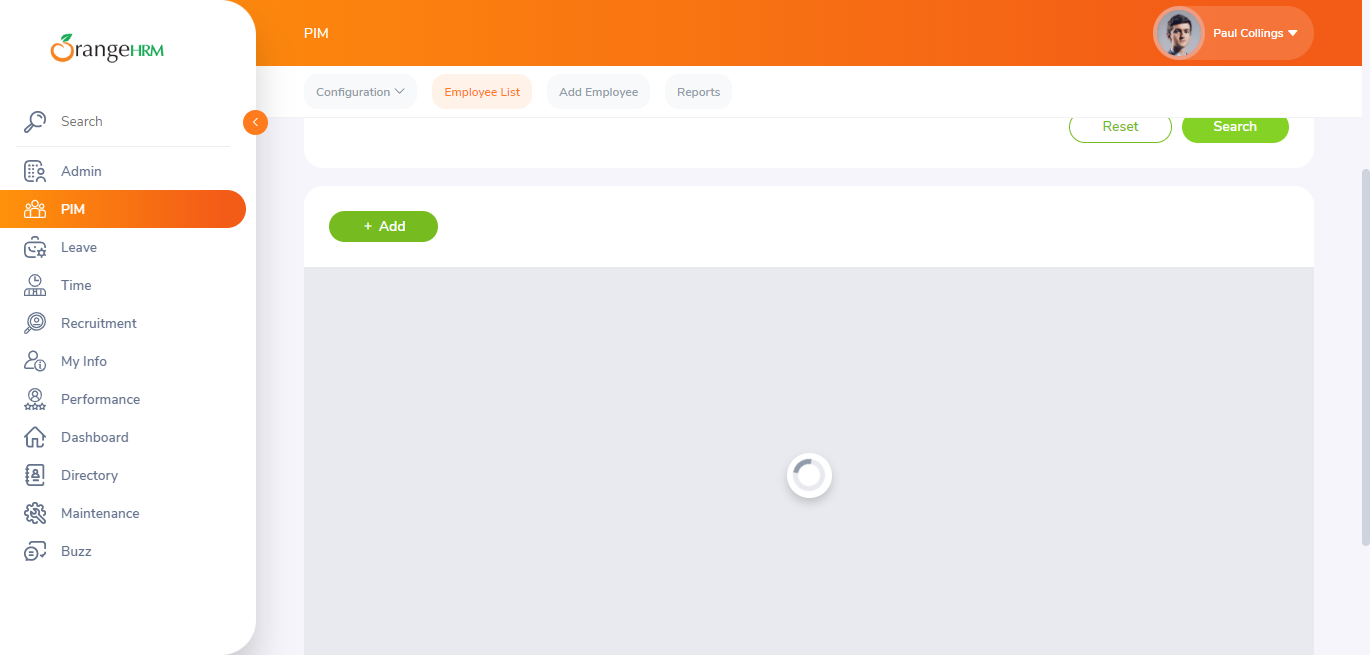 OrangeHRM
Search
Admin
PIM
Leave
Time
Recruitment
My Info
Performance
Dashboard
Directory
Maintenance
Buzz
PIM
Paul Collings
Configuration
Employee List
Add Employee
Reports
Reset
Search
+ Add